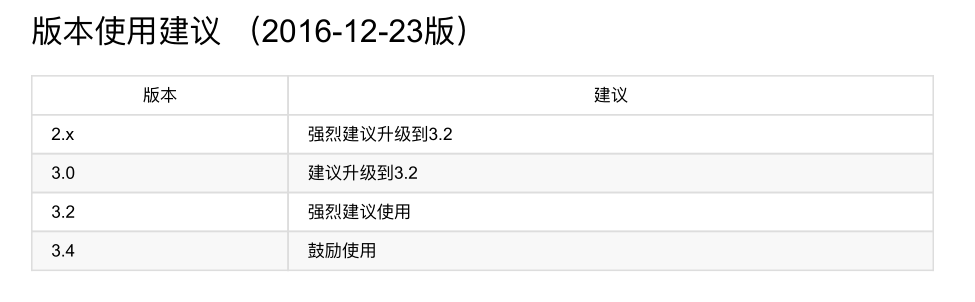 版本使用建议 （2016-12-23版）
版本 建议
2.x 强烈建议升级到3.2
3.0 建议升级到3.2
3.2 强烈建议使用
3.4 鼓励使用